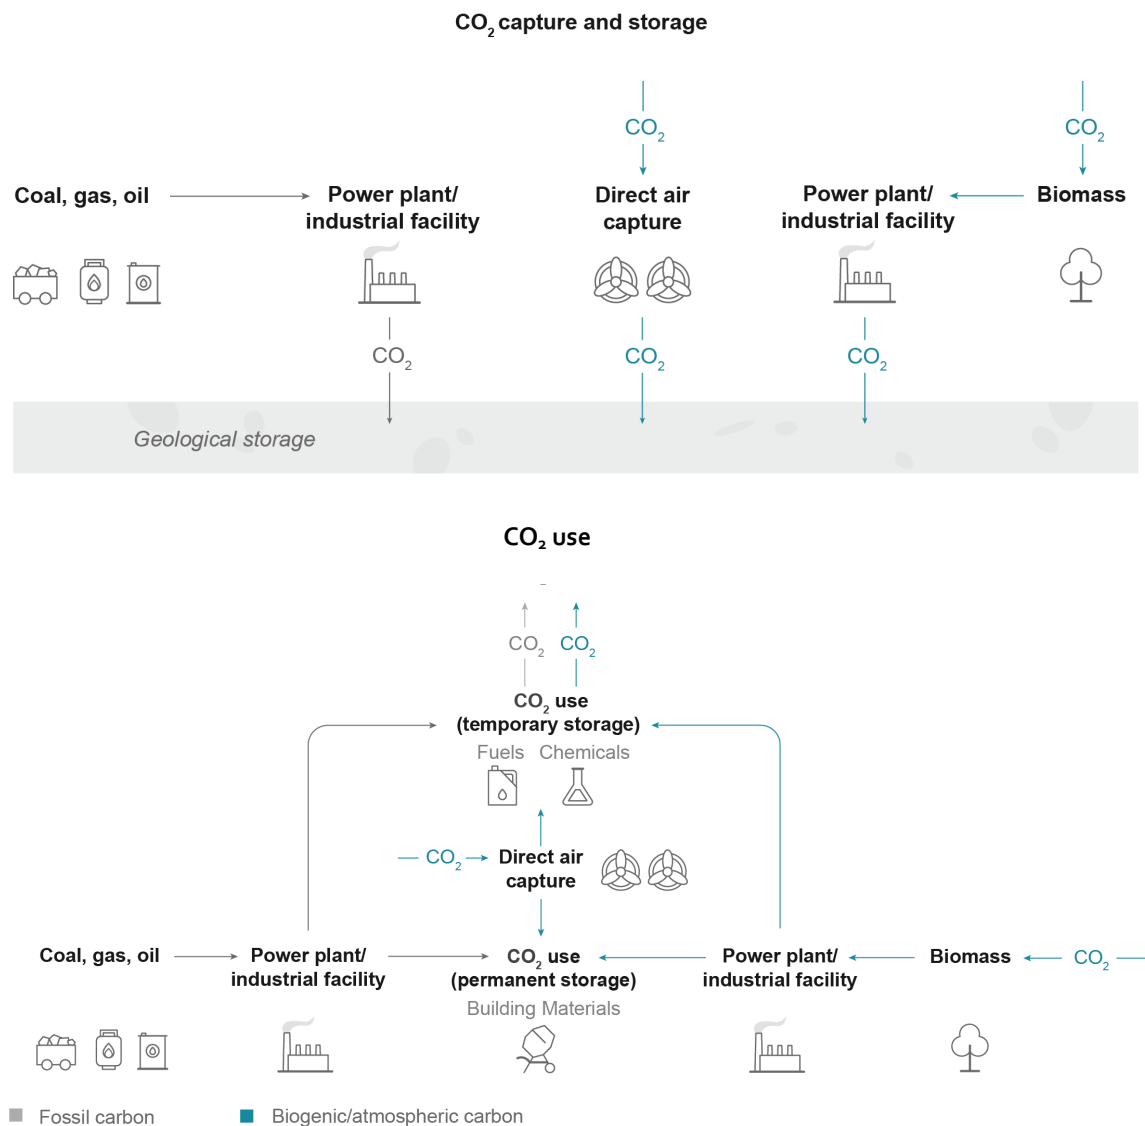 CO₂ capture and storage
CO₂
CO₂
Coal, gas, oil
Power plant/
industrial facility
Direct air
capture
Power plant/
industrial facility
Biomass
CO₂
CO₂
CO₂
Geological storage
CO₂ use
CO₂
CO₂
CO₂ use
(temporary storage)
Fuels
Chemicals
CO₂
Direct air
capture
Coal, gas, oil
Power plant/
industrial facility
CO₂ use
(permanent storage)
Building Materials
Power plant/
industrial facility
Biomass
CO₂
Fossil carbon
Biogenic/atmospheric carbon